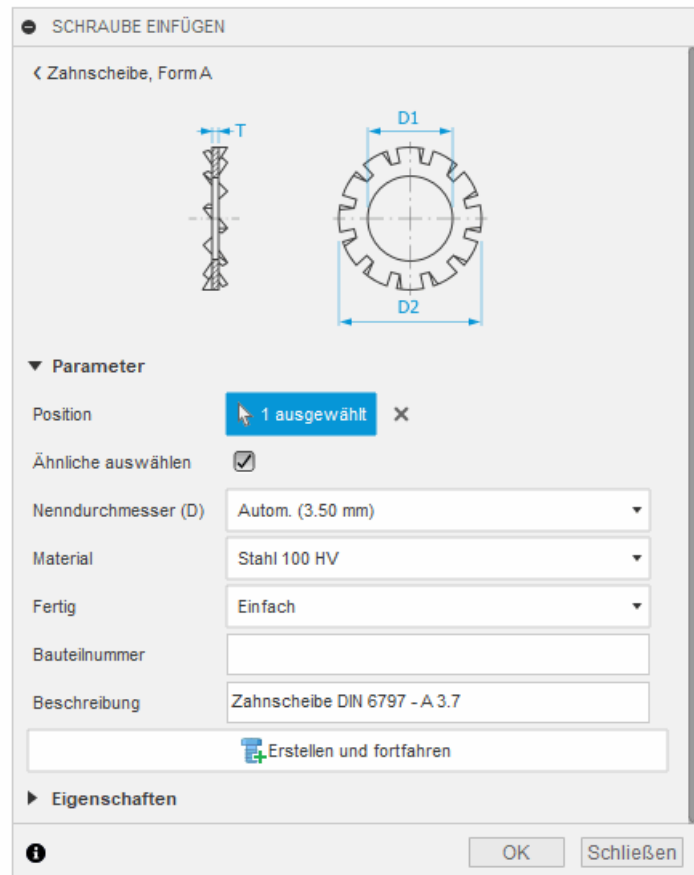 SCHRAUBE EINFÜGEN
Zahnscheibe, Form A
T
D1
D2
Parameter
Position 1 ausgewählt
Ähnliche auswählen
Nenndurchmesser (D) Autom. (3.50 mm)
Material Stahl 100 HV
Fertig Einfach
Bauteilnummer
Beschreibung Zahnscheibe DIN 6797 - A 3.7
Erstellen und fortfahren
Eigenschaften
OK Schließen